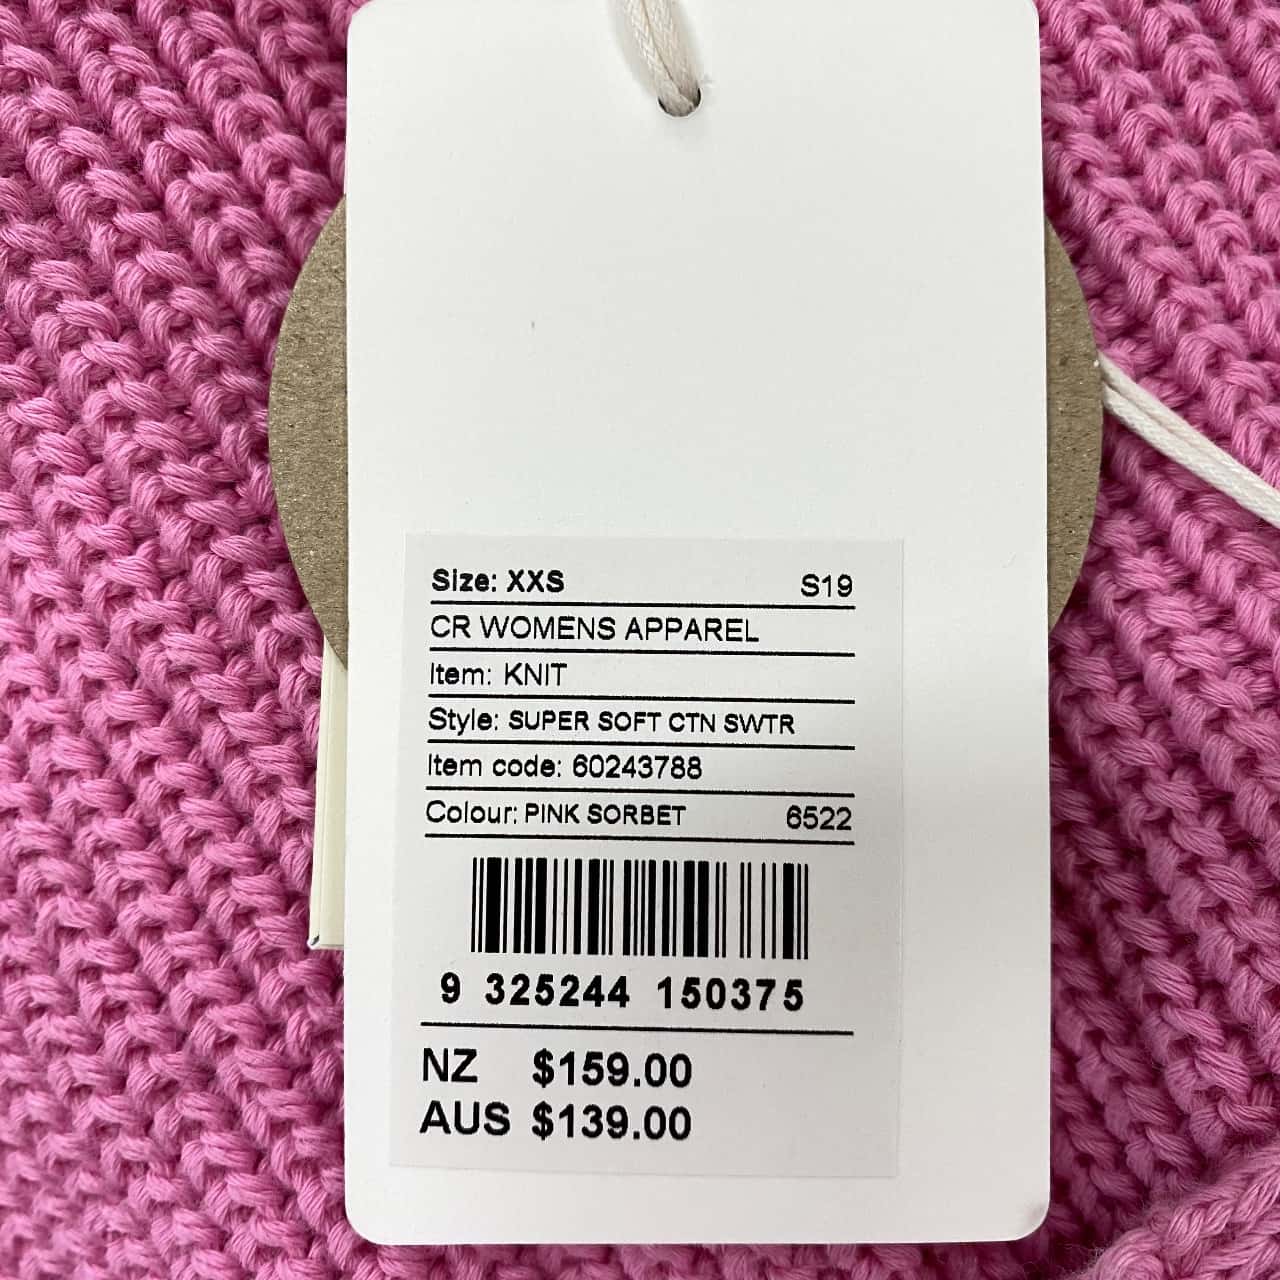 Size: XXS S19
CR WOMENS APPAREL
Item: KNIT
Style: SUPER SOFT CTN SWTR
Item code: 60243788
Colour: PINK SORBET 6522
9 325244 150375
NZ $159.00
AUS $139.00